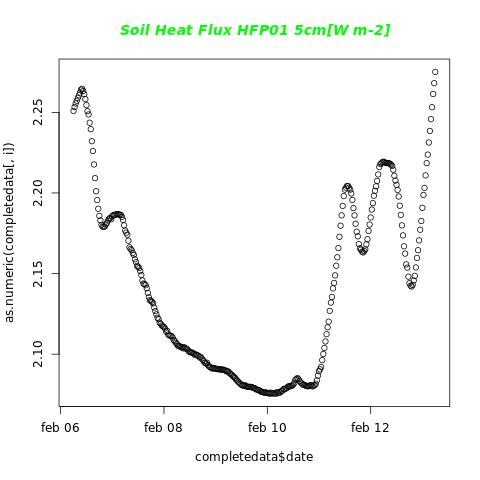 Soil Heat Flux HFP01 5cm[W m-2]
as.numeric(completedata[, i])
2.25
2.20
2.15
2.10
feb 06
feb 08
feb 10
feb 12
completedata$date